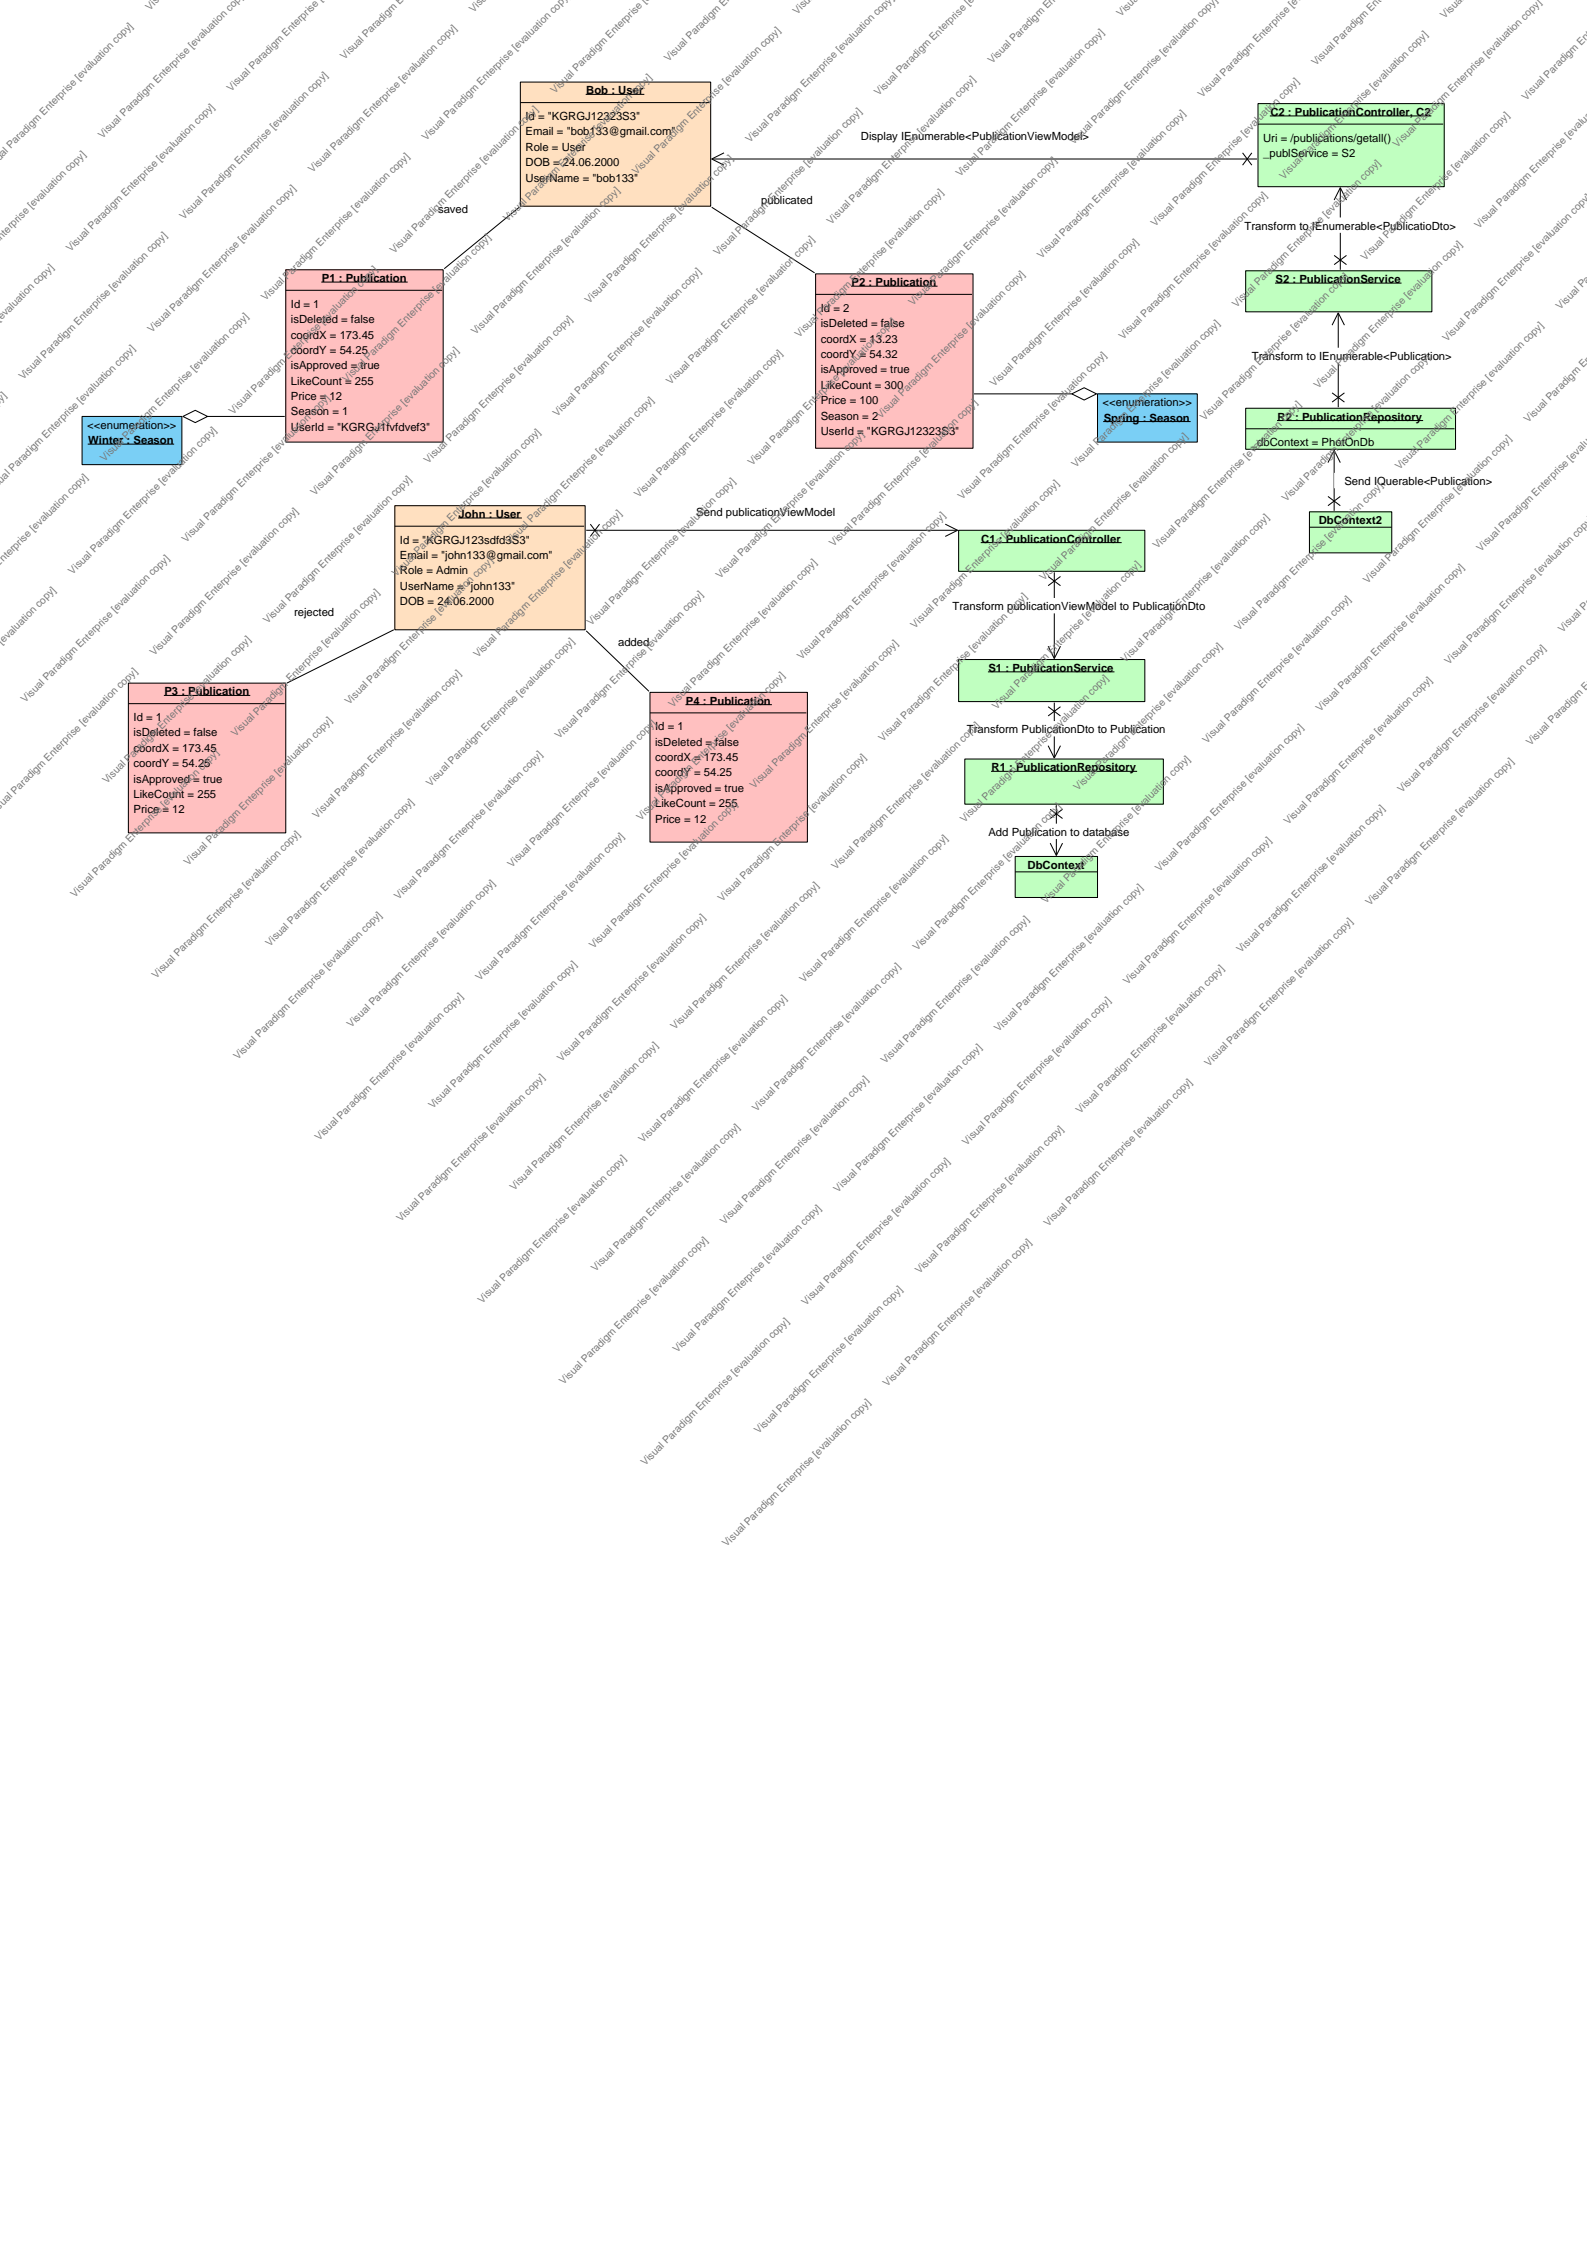 Bob : User
Id = "KGRGJ12323S3"
Email = "bob133@gmail.com"
Role = User
DOB = 24.06.2000
UserName = "bob133"
Display IEnumerable<PublicationViewModel>
C2 : PublicationController, C2
Uri = /publications/getall()
_publService = S2
saved
publicated
Transform to IEnumerable<PublicatioDto>
P1 : Publication
Id = 1
isDeleted = false
coordX = 173.45
coordY = 54.25
isApproved = true
LikeCount = 255
Price = 12
Season = 1
UserId = "KGRGJ1fvfdvef3"
P2 : Publication
Id = 2
isDeleted = false
coordX = 13.23
coordY = 54.32
isApproved = true
LikeCount = 300
Price = 100
Season = 2
UserId = "KGRGJ12323S3"
S2 : PublicationService
Transform to IEnumerable<Publication>
<<enumeration>>
Winter : Season
<<enumeration>>
Spring : Season
R2 : PublicationRepository
dbContext = PhotOnDb
Send IQuerable<Publication>
DbContext2
John : User
Id = "KGRGJ123sdfd3S3"
Email = "john133@gmail.com"
Role = Admin
UserName = "john133"
DOB = 24.06.2000
Send publicationViewModel
C1 : PublicationController
Transform publicationViewModel to PublicationDto
rejected
added
S1 : PublicationService
Transform PublicationDto to Publication
P3 : Publication
Id = 1
isDeleted = false
coordX = 173.45
coordY = 54.25
isApproved = true
LikeCount = 255
Price = 12
P4 : Publication
Id = 1
isDeleted = false
coordX = 173.45
coordY = 54.25
isApproved = true
LikeCount = 255
Price = 12
R1 : PublicationRepository
Add Publication to database
DbContext
Visual Paradigm Enterprise [evaluation copy]